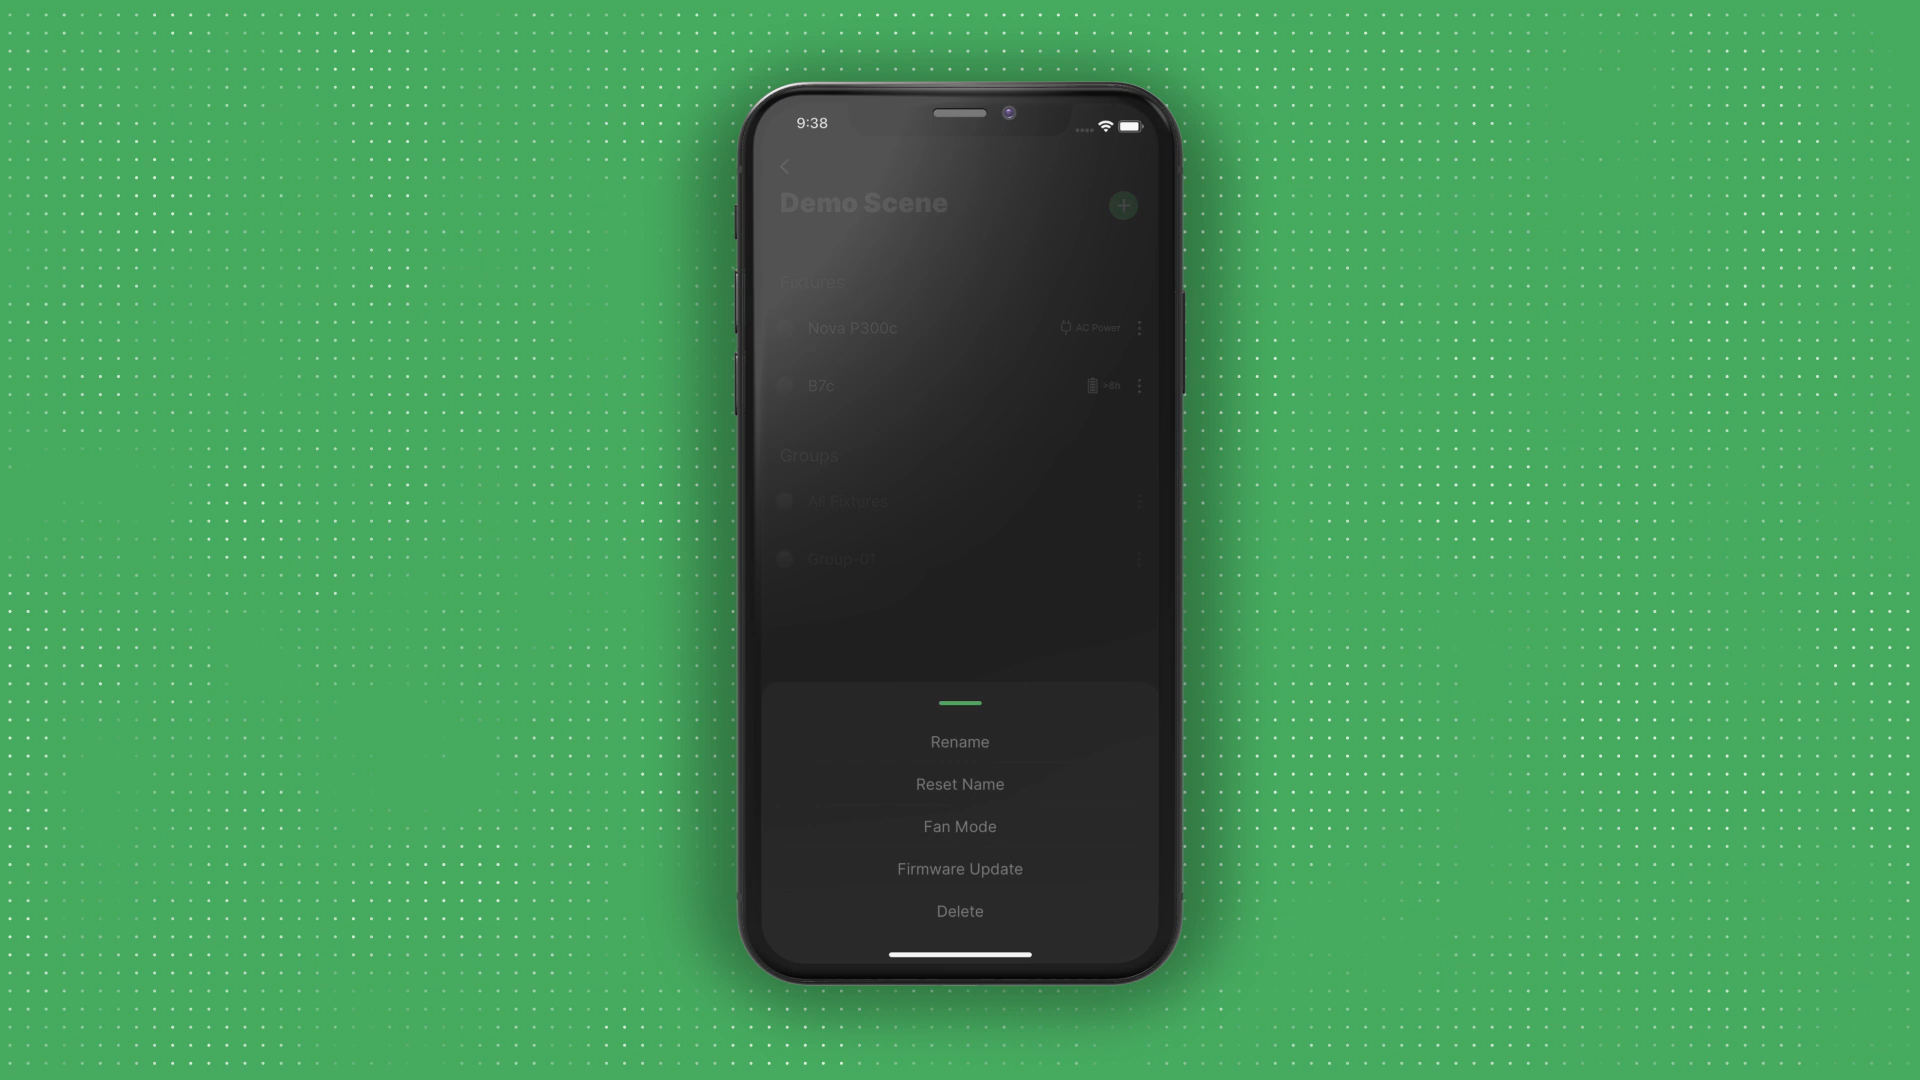 9:38
Demo Scene
Fixtures
Nova P300c
AC Power
B7c
>8h
Groups
All Fixtures
Group-01
Rename
Reset Name
Fan Mode
Firmware Update
Delete